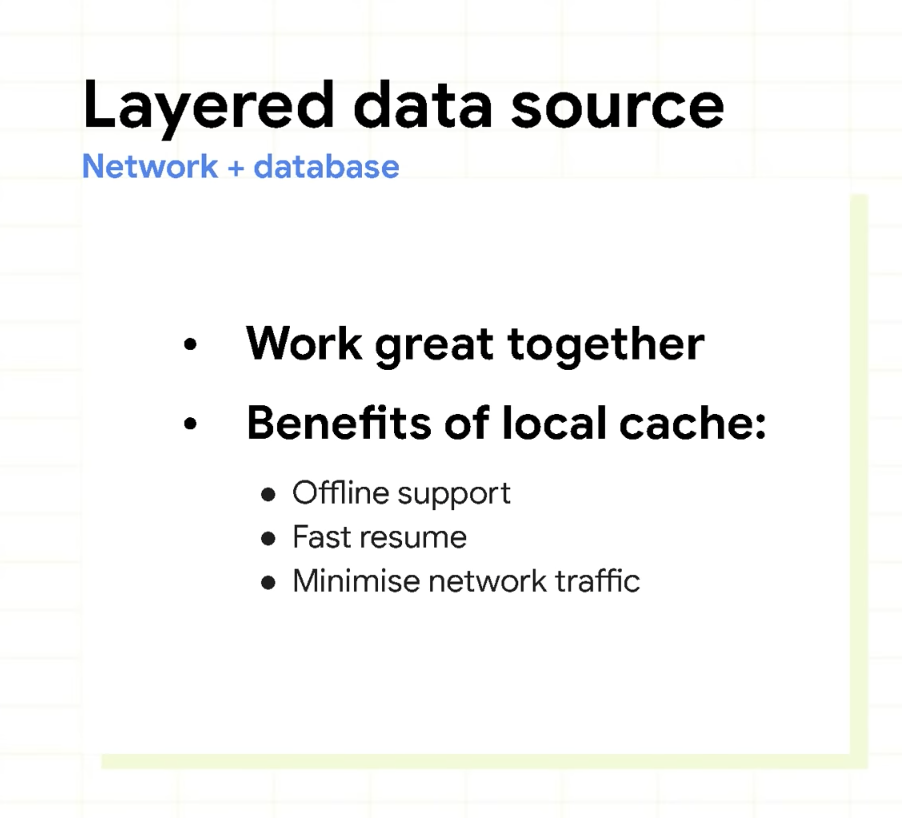 Layered data source
Network + database
• Work great together
• Benefits of local cache:
• Offline support
• Fast resume
• Minimise network traffic